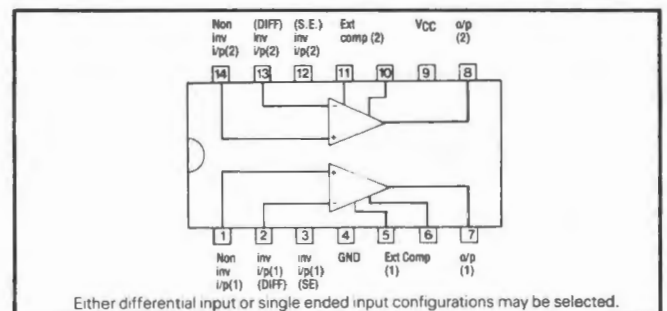 Non (DIFF) (S.E.) Ext VCC o/p
inv inv inv comp (2) (2)
i/p(2) i/p(2) i/p(2)
14 13 12 11 10 9 8
- +
+ -
1 2 3 4 5 6 7
Non inv inv GND Ext Comp o/p
inv i/p(1) i/p(1) (1) (1)
i/p(1) (DIFF) (SE)
Either differential input or single ended input configurations may be selected.